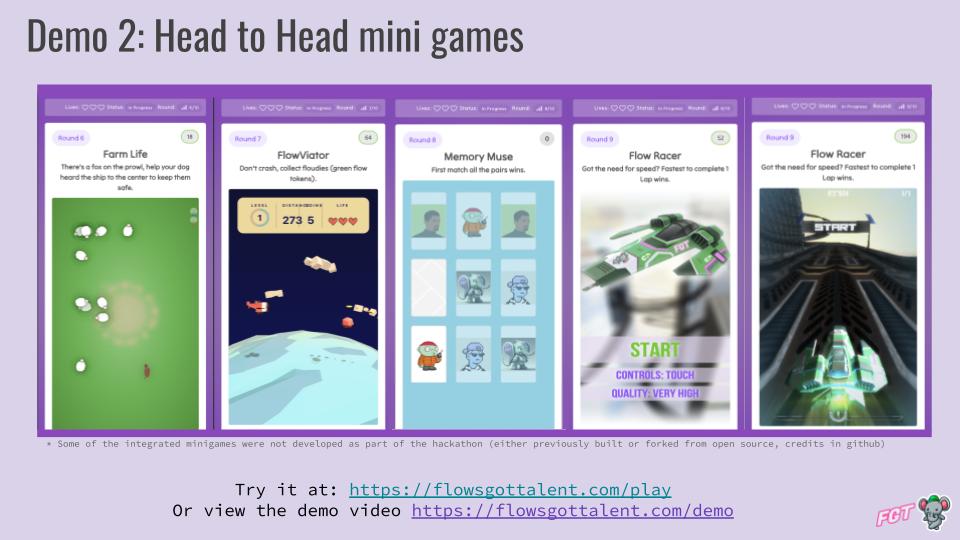 Demo 2: Head to Head mini games
Lives: Status: In Progress Round: 6/10
Round 6
18
Farm Life
There's a fox on the prowl, help your dog
heard the ship to the center to keep them
safe.
Lives: Status: In Progress Round: 7/10
Round 7
64
FlowViator
Don't crash, collect floudies (green flow
tokens).
LEVEL
LIFE
1
273 5
Lives: Status: In Progress Round: 8/10
Round 8
0
Memory Muse
First match all the pairs wins.
Lives: Status: In Progress Round: 9/10
Round 9
52
Flow Racer
Got the need for speed? Fastest to complete 1
Lap wins.
FGT
START
CONTROLS: TOUCH
QUALITY: VERY HIGH
Lives: Status: In Progress Round: 9/10
Round 9
194
Flow Racer
Got the need for speed? Fastest to complete 1
Lap wins.
1/1
START
* Some of the integrated minigames were not developed as part of the hackathon (either previously built or forked from open source, credits in github)
Try it at: https://flowsgottalent.com/play
Or view the demo video https://flowsgottalent.com/demo
FGT